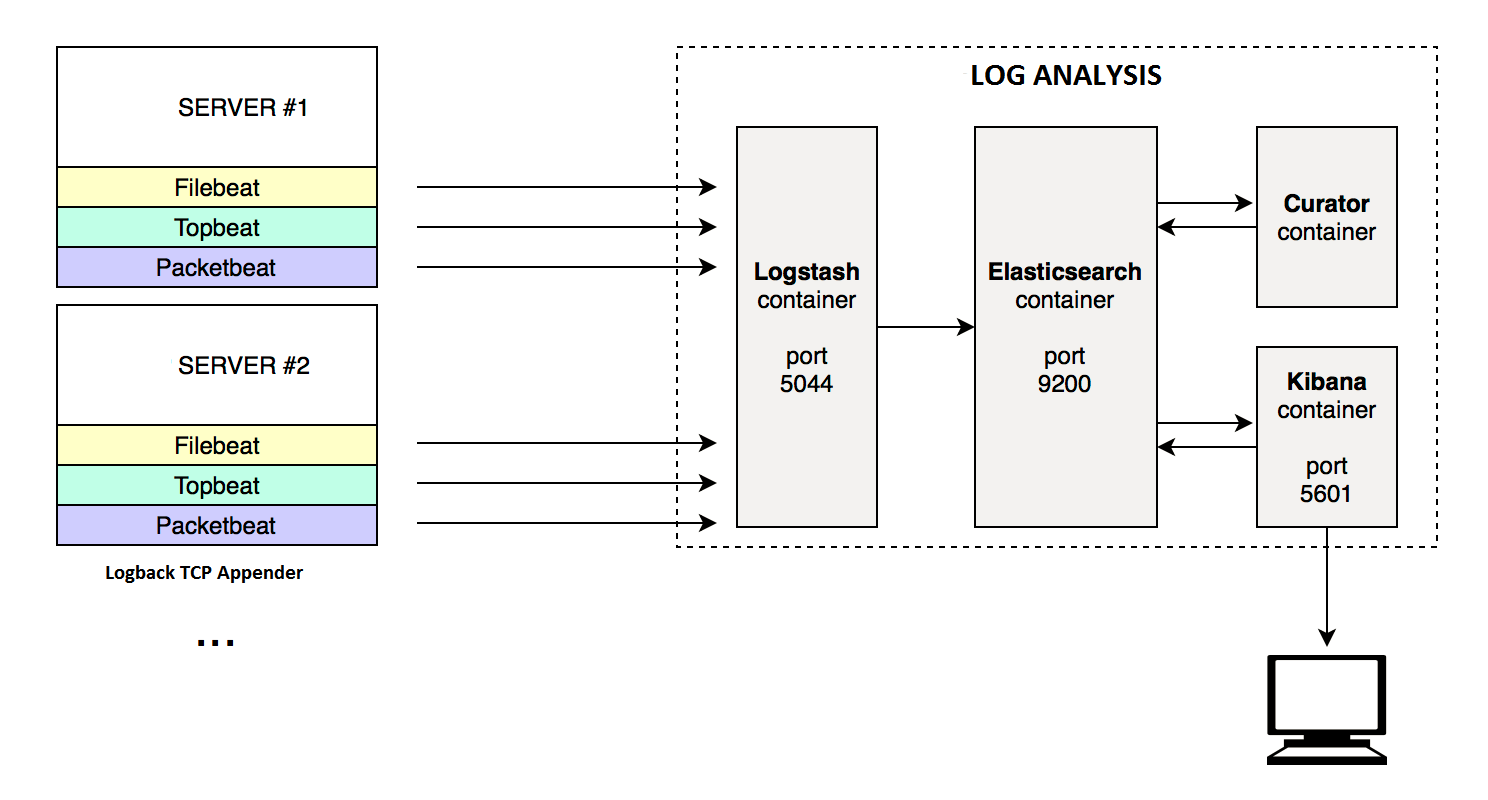 SERVER #1
Filebeat
Topbeat
Packetbeat
SERVER #2
Filebeat
Topbeat
Packetbeat
Logback TCP Appender
...
LOG ANALYSIS
Logstash
container
port
5044
Elasticsearch
container
port
9200
Curator
container
Kibana
container
port
5601